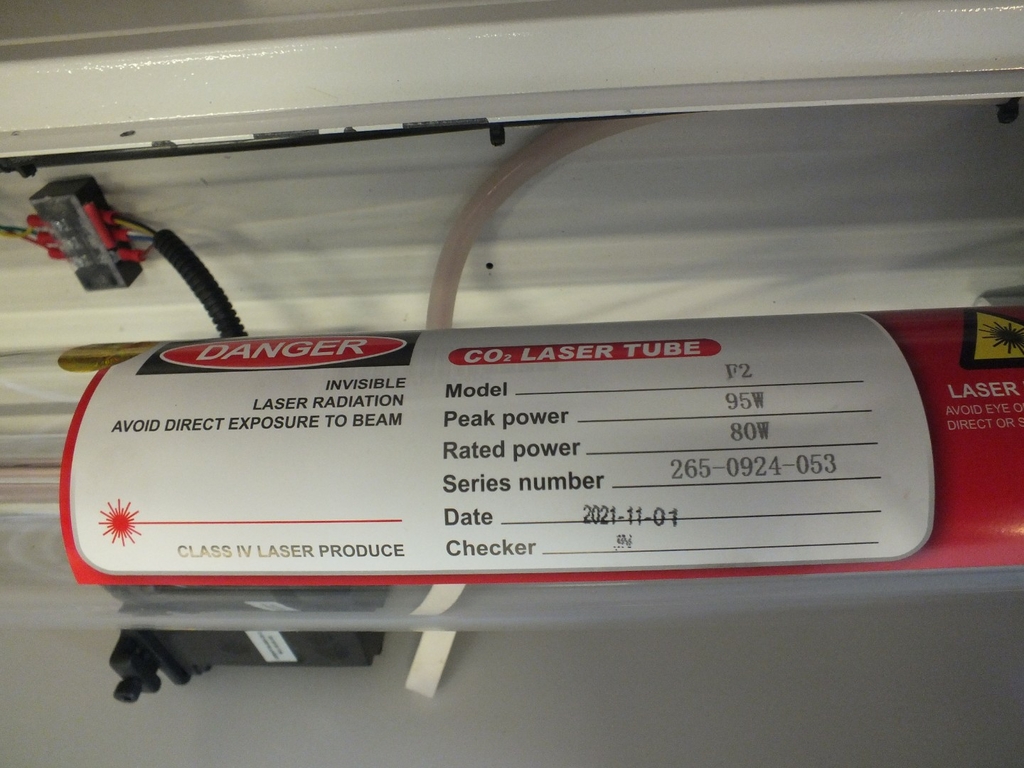 DANGER
INVISIBLE
LASER RADIATION
AVOID DIRECT EXPOSURE TO BEAM
CLASS IV LASER PRODUCE
CO₂ LASER TUBE
Model F2
Peak power 95W
Rated power 80W
Series number 265-0924-053
Date 2021-11-01
Checker
LASER
AVOID EYE
DIRECT OR